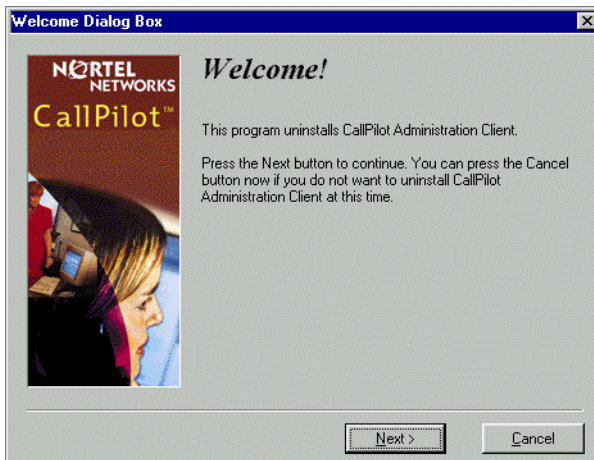 Welcome Dialog Box
NORTEL
NETWORKS
CallPilot™
Welcome!
This program uninstalls CallPilot Administration Client.
Press the Next button to continue. You can press the Cancel
button now if you do not want to uninstall CallPilot
Administration Client at this time.
Next >
Cancel